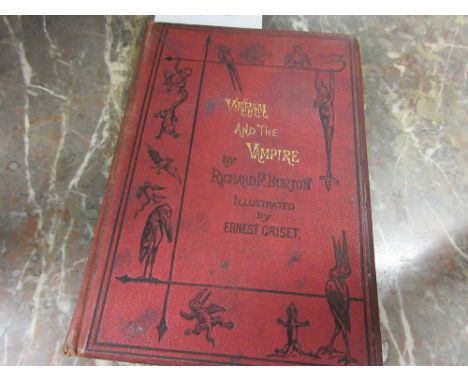 VIKRAM
AND THE
VAMPIRE
by
RICHARD F. BURTON
ILLUSTRATED
by
ERNEST GRISET.